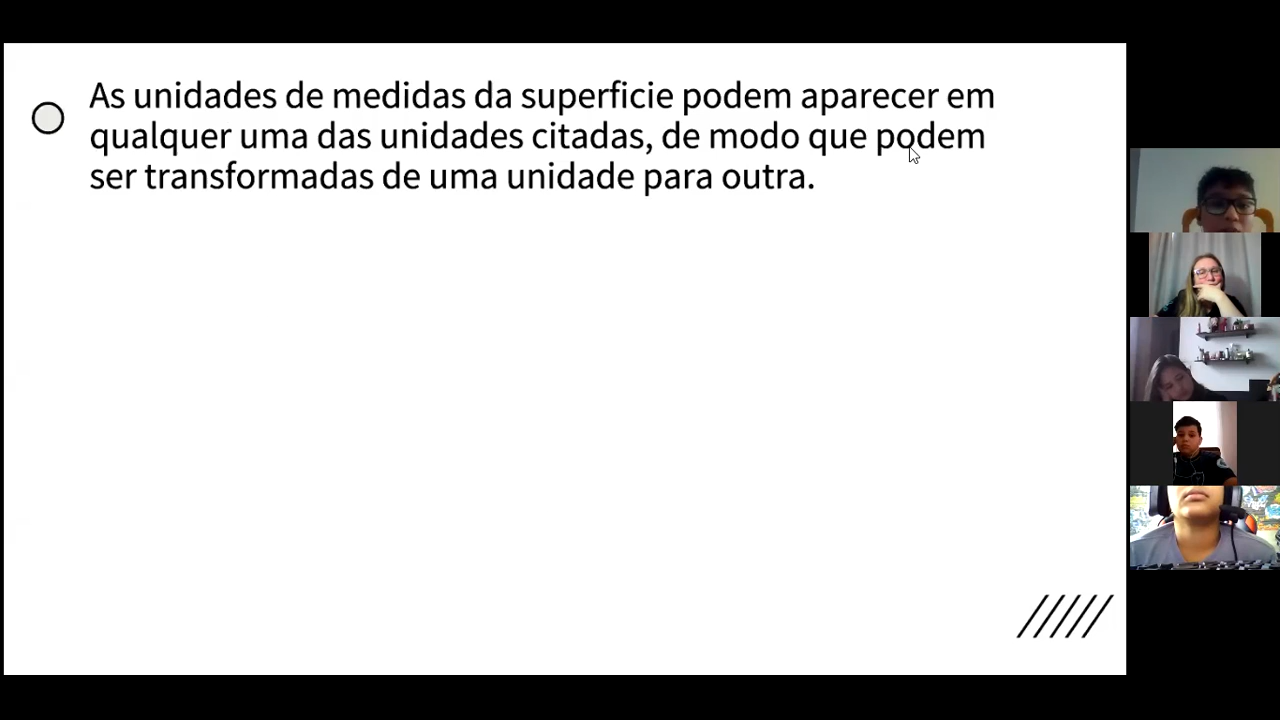 As unidades de medidas da superficie podem aparecer em
qualquer uma das unidades citadas, de modo que podem
ser transformadas de uma unidade para outra.